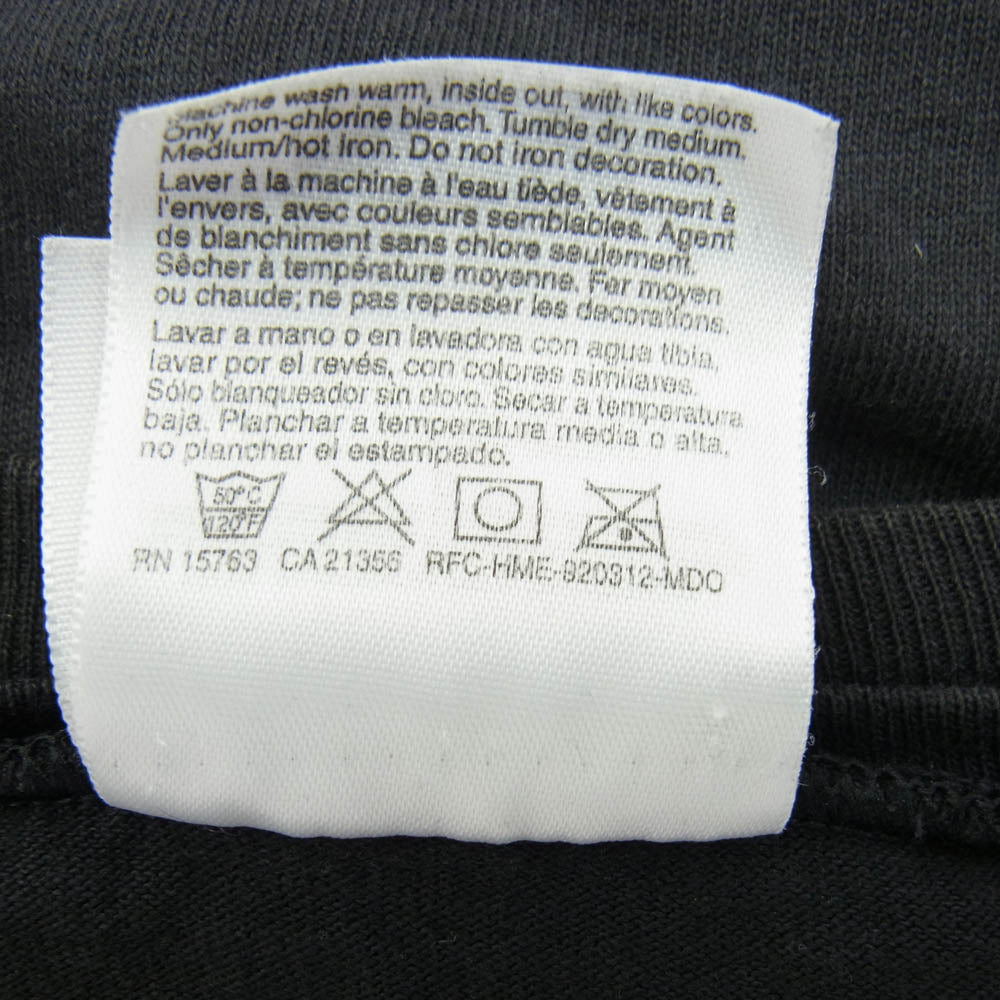 Machine wash warm, inside out, with like colors.
Only non-chlorine bleach. Tumble dry medium.
Medium/hot iron. Do not iron decoration.
Laver à la machine à l'eau tiède, vêtement à
l'envers, avec couleurs semblables. Agent
de blanchiment sans chlore seulement.
Sêcher à température moyenne. Fer moyen
ou chaude; ne pas repasser les decorations.
Lavar a mano o en lavadora con agua tibia,
lavar por el revés, con colores similares.
Sólo blanqueador sin cloro. Secar a temperatura
baja. Planchar a temperatura media o alta,
no planchar el estampado.
50°C
120°F
RN 15763 CA 21356 RFC-HME-920312-MDO